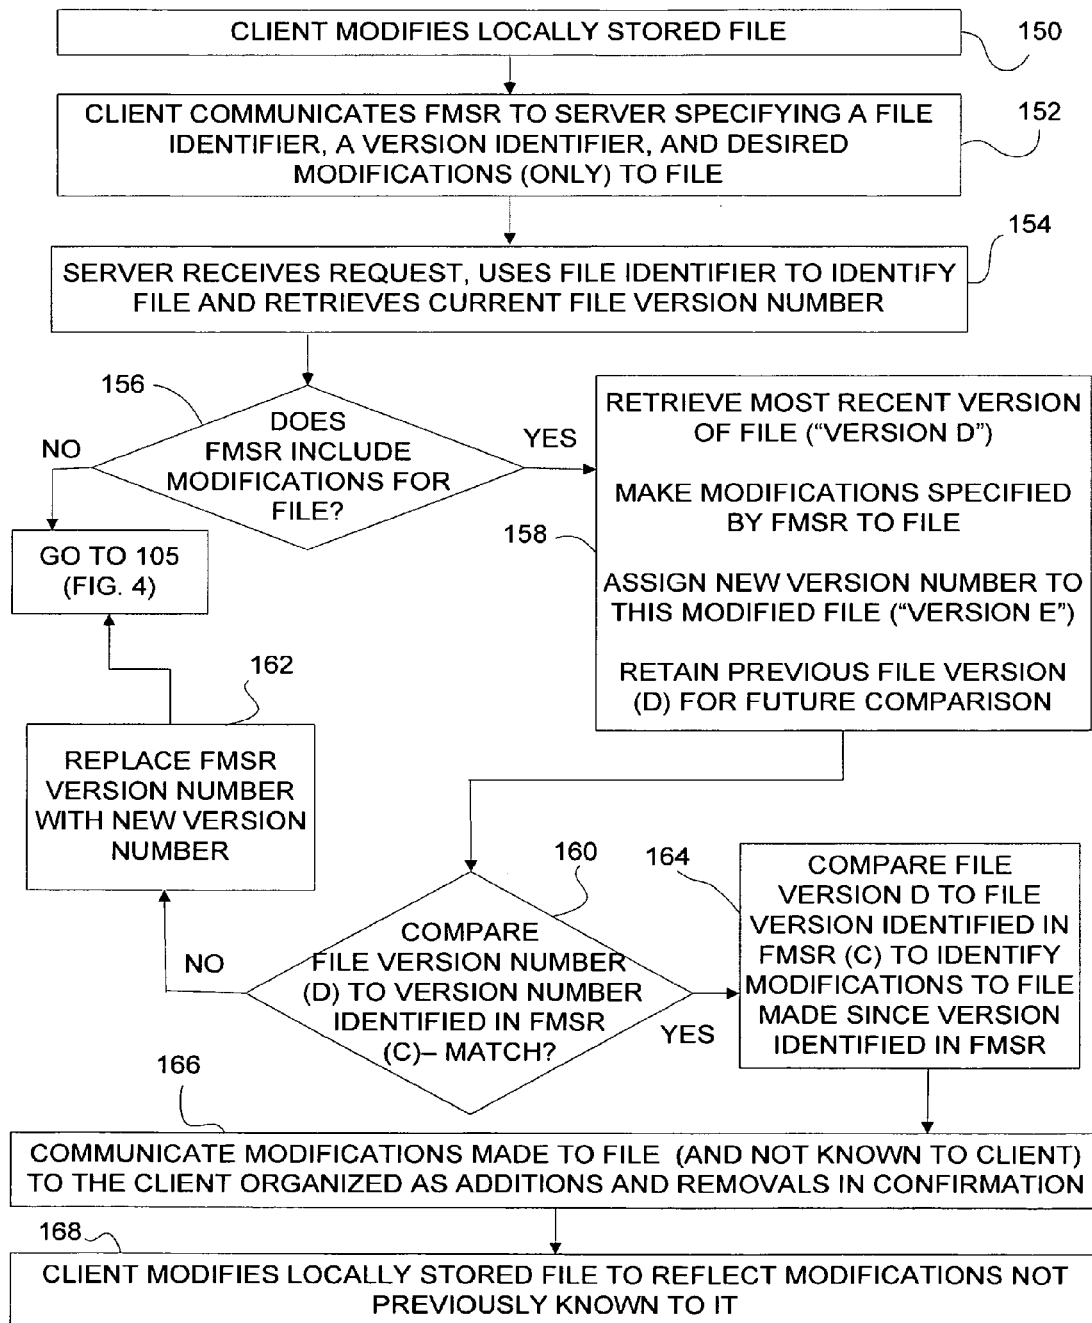 CLIENT MODIFIES LOCALLY STORED FILE
150
CLIENT COMMUNICATES FMSR TO SERVER SPECIFYING A FILE
IDENTIFIER, A VERSION IDENTIFIER, AND DESIRED
MODIFICATIONS (ONLY) TO FILE
152
154
SERVER RECEIVES REQUEST, USES FILE IDENTIFIER TO IDENTIFY
FILE AND RETRIEVES CURRENT FILE VERSION NUMBER
156
DOES
FMSR INCLUDE
MODIFICATIONS FOR
FILE?
NO
YES
GO TO 105
(FIG. 4)
158
RETRIEVE MOST RECENT VERSION
OF FILE (“VERSION D”)
MAKE MODIFICATIONS SPECIFIED
BY FMSR TO FILE
ASSIGN NEW VERSION NUMBER TO
THIS MODIFIED FILE (“VERSION E”)
RETAIN PREVIOUS FILE VERSION
(D) FOR FUTURE COMPARISON
162
REPLACE FMSR
VERSION NUMBER
WITH NEW VERSION
NUMBER
160
COMPARE
FILE VERSION NUMBER
(D) TO VERSION NUMBER
IDENTIFIED IN FMSR
(C)– MATCH?
NO
YES
164
COMPARE FILE
VERSION D TO FILE
VERSION IDENTIFIED IN
FMSR (C) TO IDENTIFY
MODIFICATIONS TO FILE
MADE SINCE VERSION
IDENTIFIED IN FMSR
166
COMMUNICATE MODIFICATIONS MADE TO FILE (AND NOT KNOWN TO CLIENT)
TO THE CLIENT ORGANIZED AS ADDITIONS AND REMOVALS IN CONFIRMATION
168
CLIENT MODIFIES LOCALLY STORED FILE TO REFLECT MODIFICATIONS NOT
PREVIOUSLY KNOWN TO IT